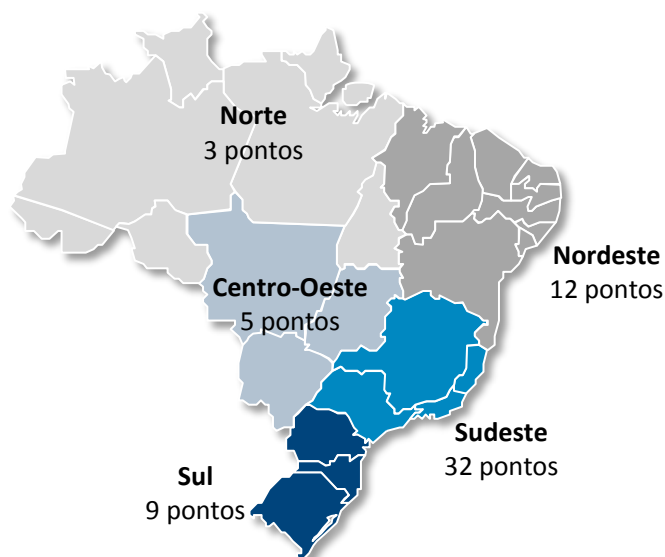 Norte
3 pontos
Nordeste
12 pontos
Centro-Oeste
5 pontos
Sudeste
32 pontos
Sul
9 pontos